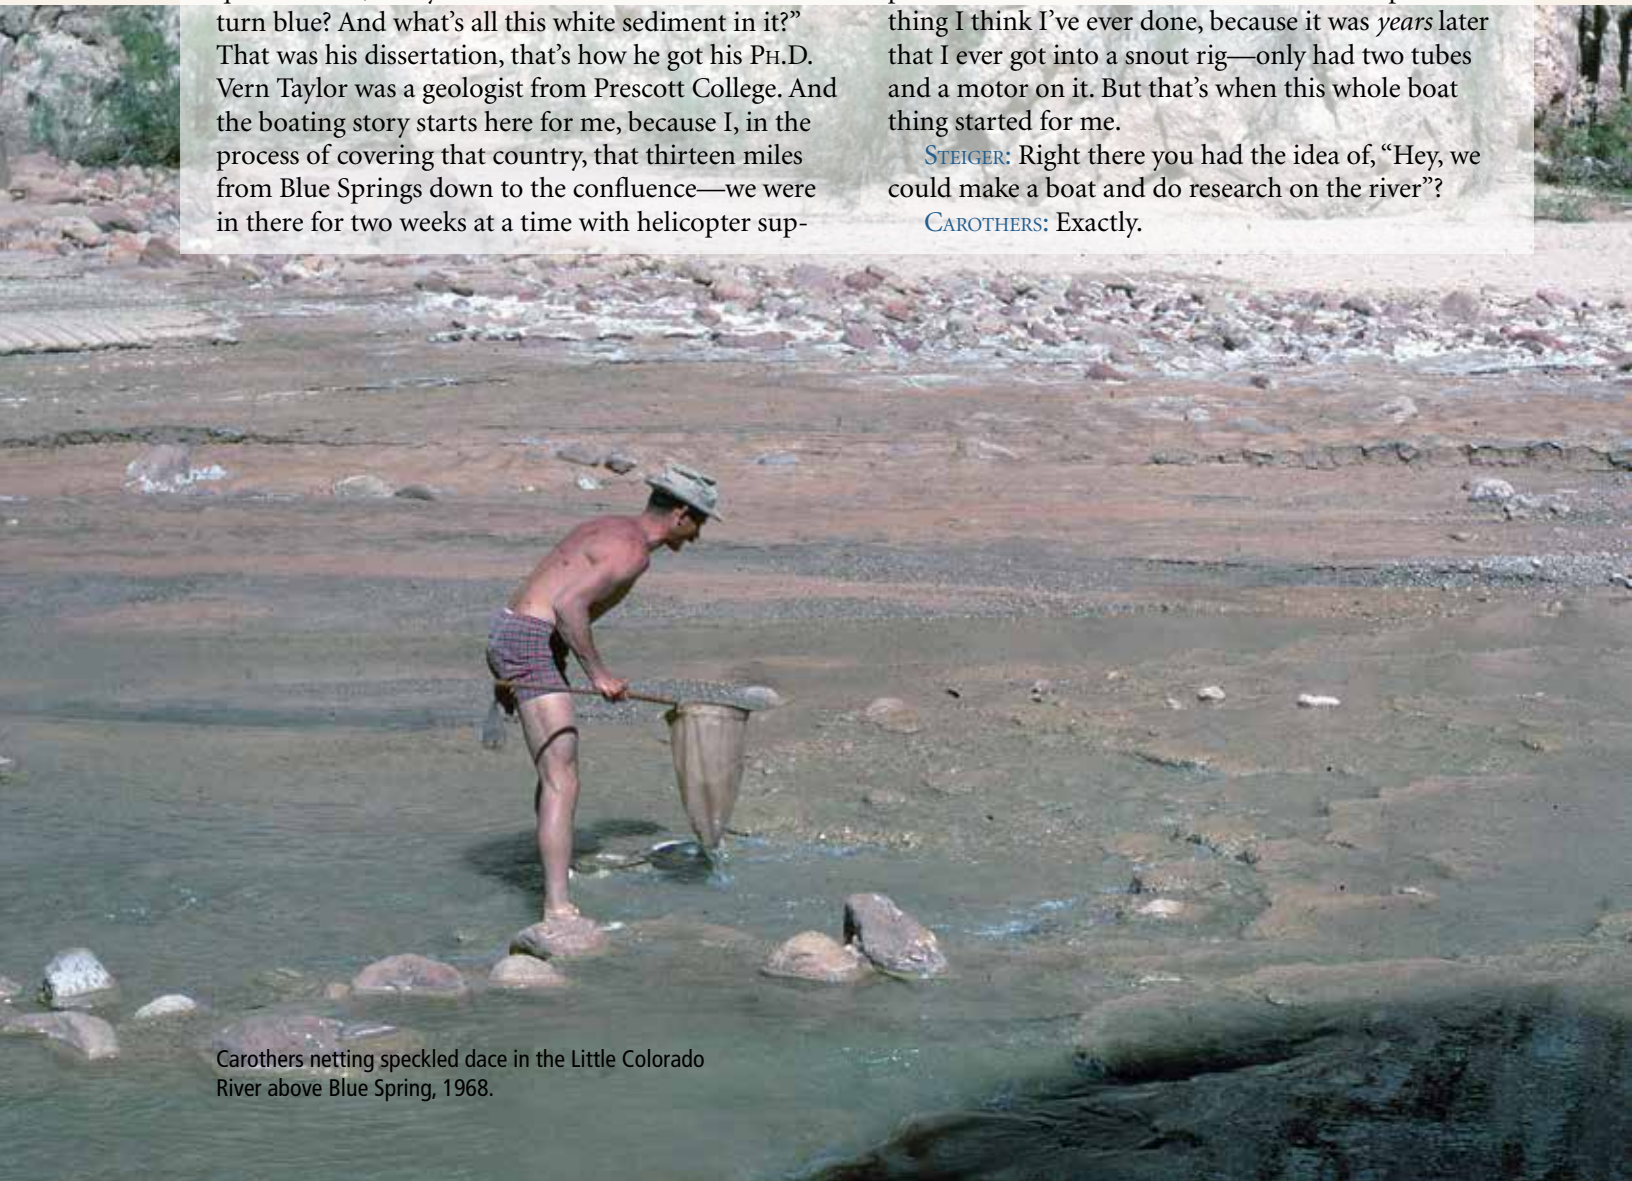 turn blue? And what’s all this white sediment in it?”
That was his dissertation, that’s how he got his PH.D.
Vern Taylor was a geologist from Prescott College. And
the boating story starts here for me, because I, in the
process of covering that country, that thirteen miles
from Blue Springs down to the confluence—we were
in there for two weeks at a time with helicopter sup-
thing I think I’ve ever done, because it was years later
that I ever got into a snout rig—only had two tubes
and a motor on it. But that’s when this whole boat
thing started for me.
STEIGER: Right there you had the idea of, “Hey, we
could make a boat and do research on the river”?
CAROTHERS: Exactly.
Carothers netting speckled dace in the Little Colorado
River above Blue Spring, 1968.